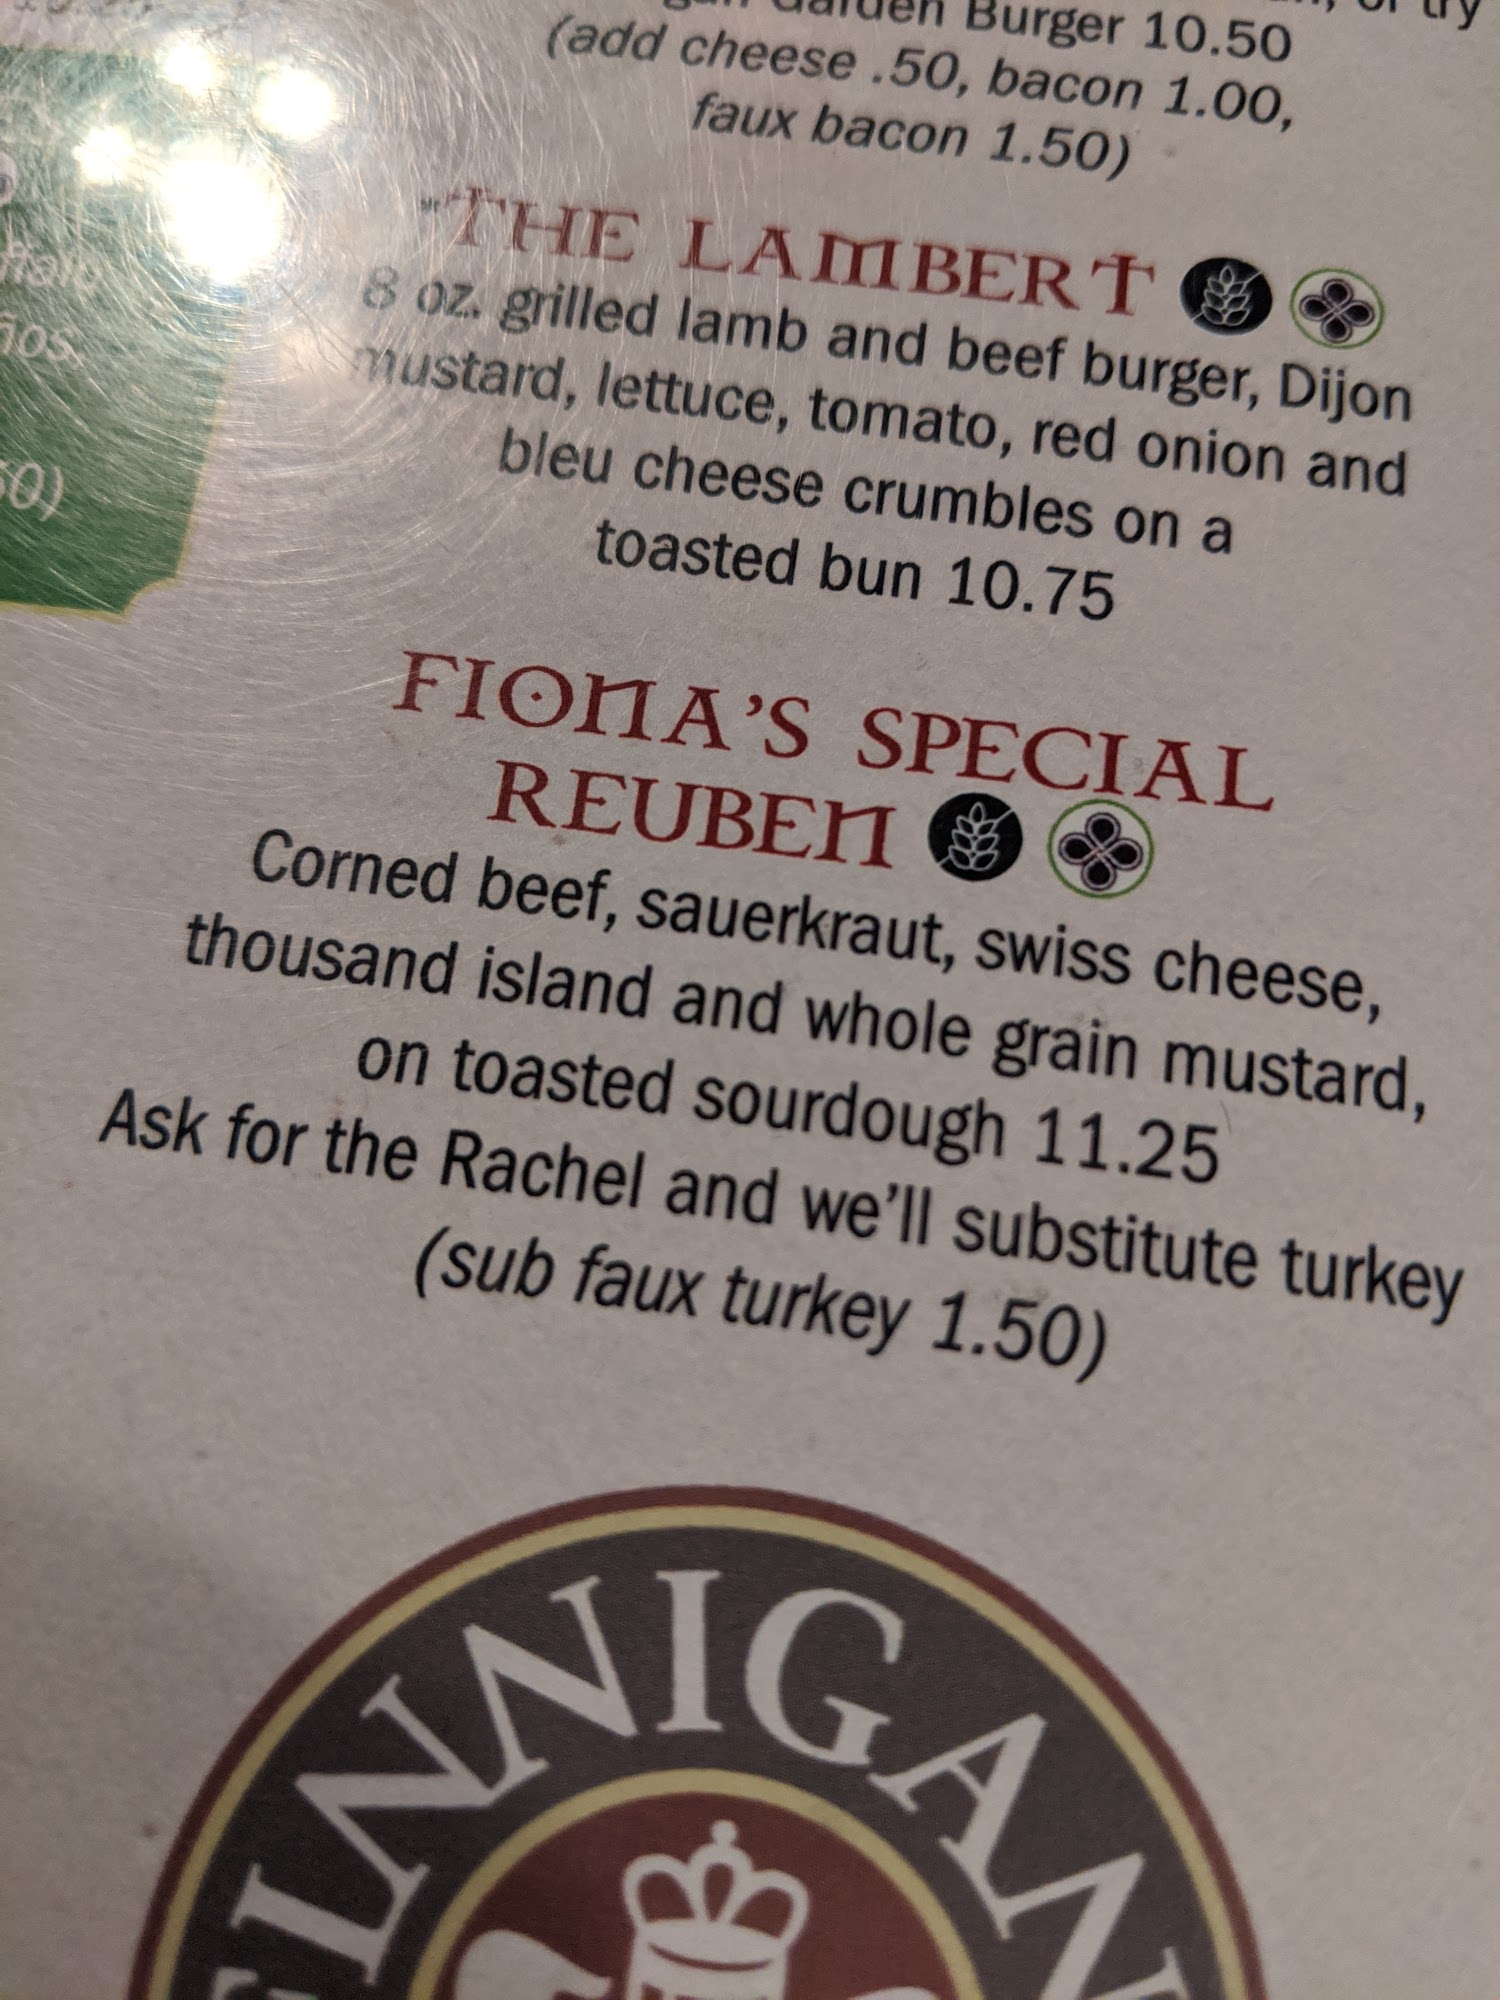 Garden Burger 10.50
or try
(add cheese .50, bacon 1.00,
faux bacon 1.50)
THE LAMBERT
8 oz. grilled lamb and beef burger, Dijon
mustard, lettuce, tomato, red onion and
bleu cheese crumbles on a
toasted bun 10.75
FIONA'S SPECIAL
REUBEN
Corned beef, sauerkraut, swiss cheese,
thousand island and whole grain mustard,
on toasted sourdough 11.25
Ask for the Rachel and we'll substitute turkey
(sub faux turkey 1.50)
FINNIGAN